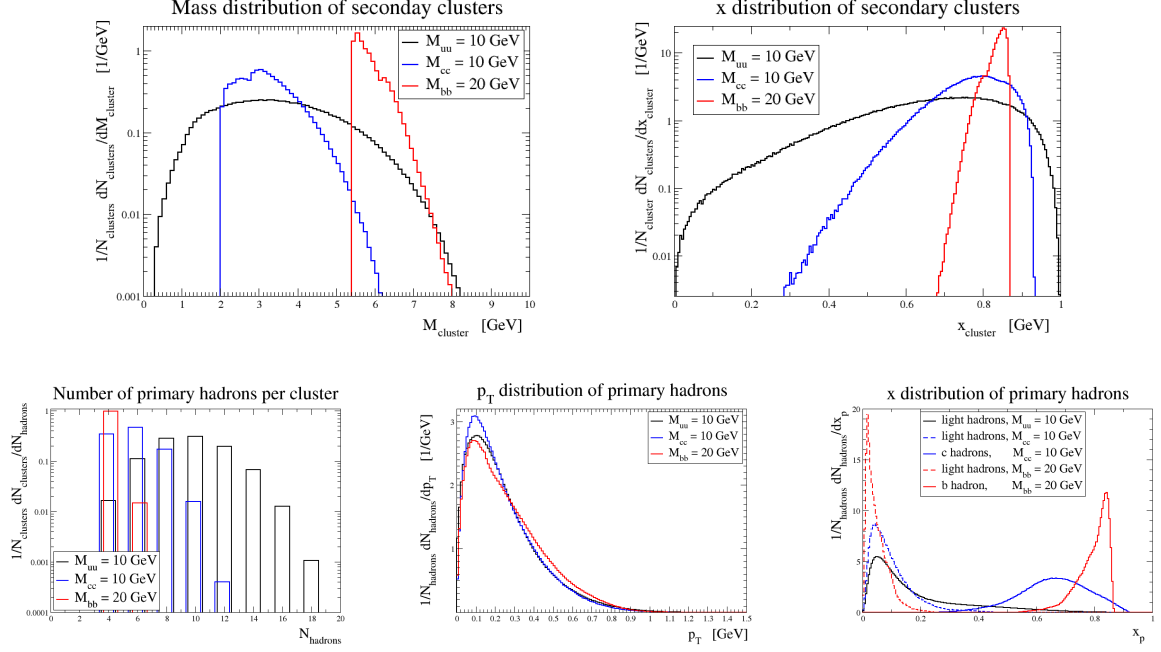 Mass distribution of seconday clusters
1/N_clusters dN_clusters/dM_cluster [1/GeV]
M_uu = 10 GeV
M_cc = 10 GeV
M_bb = 20 GeV
1
0.1
0.01
0.001
0 1 2 3 4 5 6 7 8 9 10
M_cluster [GeV]
x distribution of secondary clusters
1/N_cluster dN_clusters/dx_cluster [1/GeV]
M_uu = 10 GeV
M_cc = 10 GeV
M_bb = 20 GeV
10
1
0.1
0.01
0 0.2 0.4 0.6 0.8 1
x_cluster [GeV]
Number of primary hadrons per cluster
1/N_clusters dN_clusters/dN_hadrons
1
0.1
0.01
0.001
0.0001
M_uu = 10 GeV
M_cc = 10 GeV
M_bb = 20 GeV
0 2 4 6 8 10 12 14 16 18 20
N_hadrons
p_T distribution of primary hadrons
1/N_hadrons dN_hadrons/dp_T [1/GeV]
M_uu = 10 GeV
M_cc = 10 GeV
M_bb = 20 GeV
3
2
1
0 0.1 0.2 0.3 0.4 0.5 0.6 0.7 0.8 0.9 1 1.1 1.2 1.3 1.4 1.5
p_T [GeV]
x distribution of primary hadrons
1/N_hadrons dN_hadrons/dx_p
light hadrons, M_uu = 10 GeV
light hadrons, M_cc = 10 GeV
c hadrons, M_cc = 10 GeV
light hadrons, M_bb = 20 GeV
b hadron, M_bb = 20 GeV
20
15
10
5
0
0 0.2 0.4 0.6 0.8 1
x_p